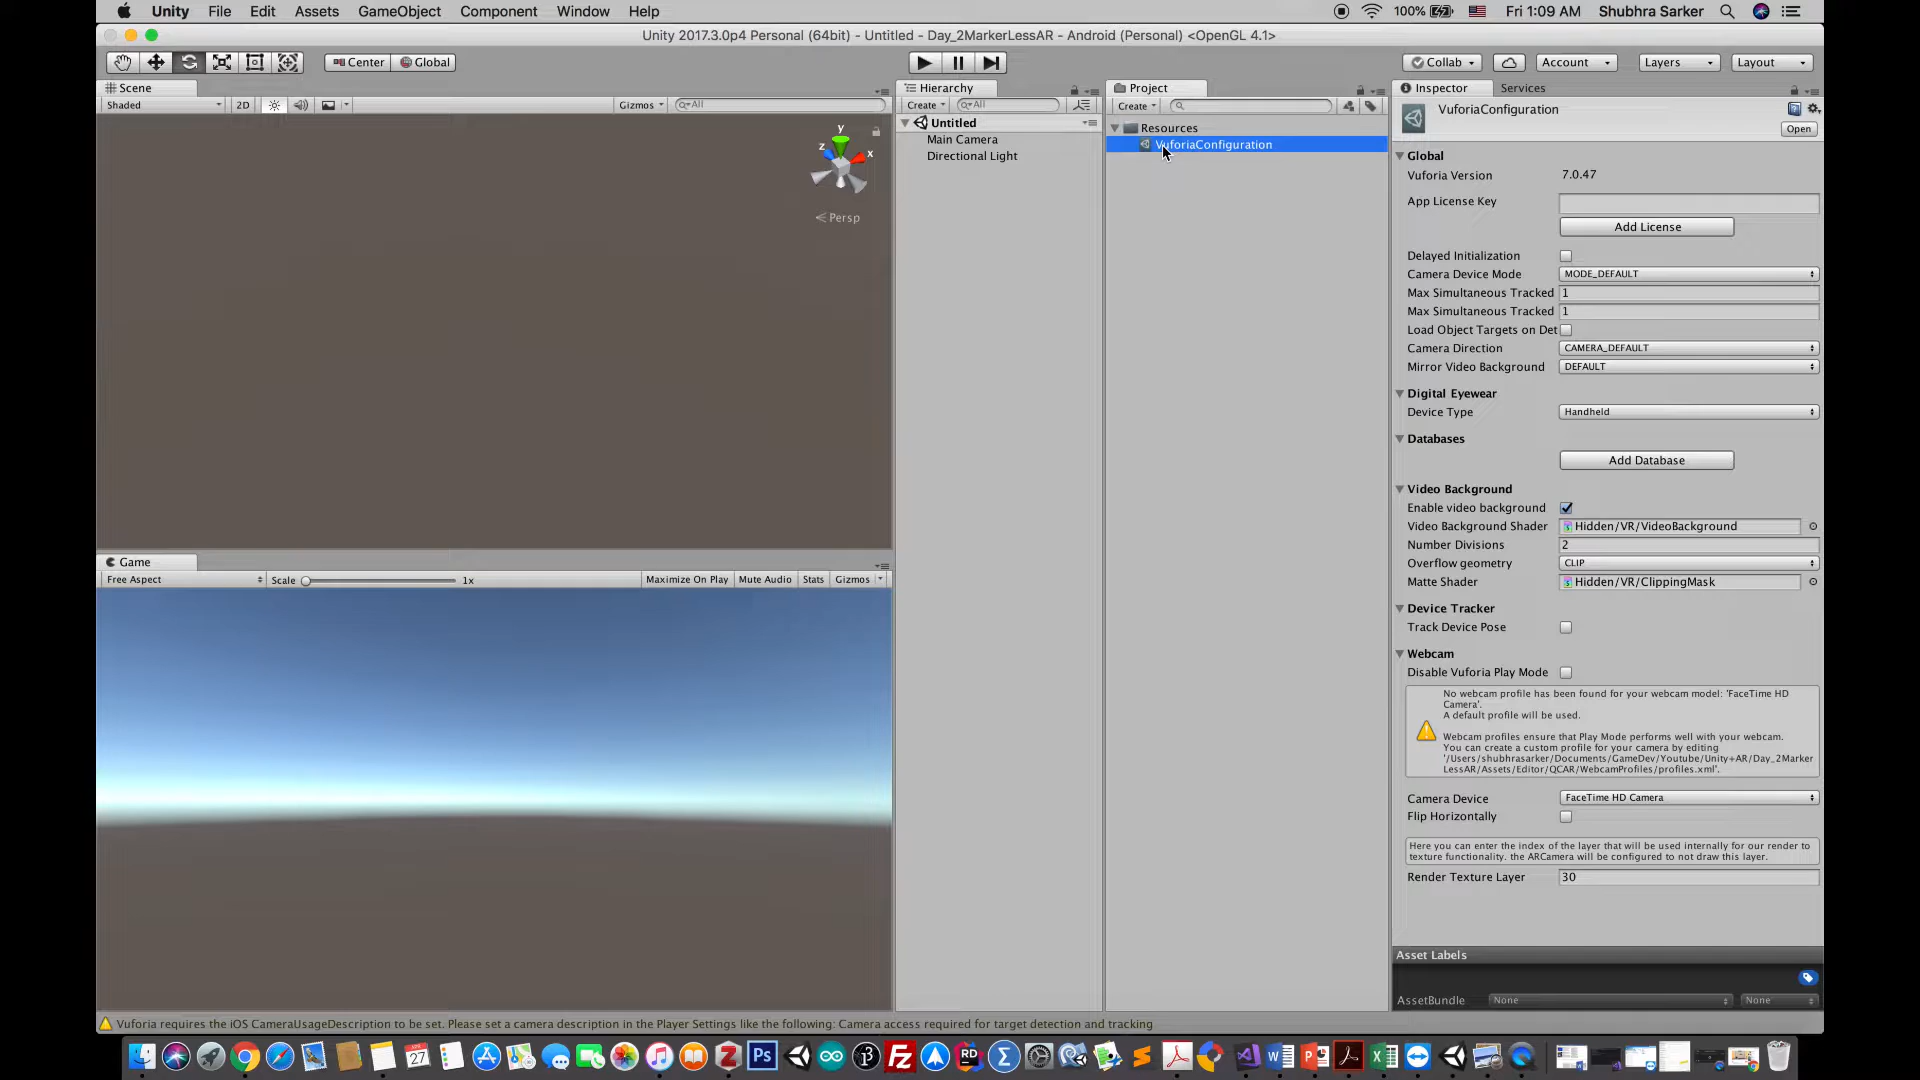 Unity File Edit Assets GameObject Component Window Help 100% Fri 1:09 AM Shubhra Sarker
Unity 2017.3.0p4 Personal (64bit) - Untitled - Day_2MarkerLessAR - Android (Personal) <OpenGL 4.1>
Center Global Collab Account Layers Layout
Scene
Shaded 2D Gizmos All
y
z x
Persp
Game
Free Aspect Scale 1x Maximize On Play Mute Audio Stats Gizmos
Hierarchy
Create All
Untitled
Main Camera
Directional Light
Project
Create
Resources
VuforiaConfiguration
Inspector Services
VuforiaConfiguration
Open
Global
Vuforia Version 7.0.47
App License Key
Add License
Delayed Initialization
Camera Device Mode MODE_DEFAULT
Max Simultaneous Tracked 1
Max Simultaneous Tracked 1
Load Object Targets on Det
Camera Direction CAMERA_DEFAULT
Mirror Video Background DEFAULT
Digital Eyewear
Device Type Handheld
Databases
Add Database
Video Background
Enable video background
Video Background Shader Hidden/VR/VideoBackground
Number Divisions 2
Overflow geometry CLIP
Matte Shader Hidden/VR/ClippingMask
Device Tracker
Track Device Pose
Webcam
Disable Vuforia Play Mode
No webcam profile has been found for your webcam model: 'FaceTime HD
Camera'.
A default profile will be used.
Webcam profiles ensure that Play Mode performs well with your webcam.
You can create a custom profile for your camera by editing
'/Users/shubhrasarker/Documents/GameDev/Youtube/Unity+AR/Day_2Marker
LessAR/Assets/Editor/QCAR/WebcamProfiles/profiles.xml'.
Camera Device FaceTime HD Camera
Flip Horizontally
Here you can enter the index of the layer that will be used internally for our render to
texture functionality. the ARCamera will be configured to not draw this layer.
Render Texture Layer 30
Asset Labels
AssetBundle None None
Vuforia requires the iOS CameraUsageDescription to be set. Please set a camera description in the Player Settings like the following: Camera access required for target detection and tracking
27 Ps FZ RD